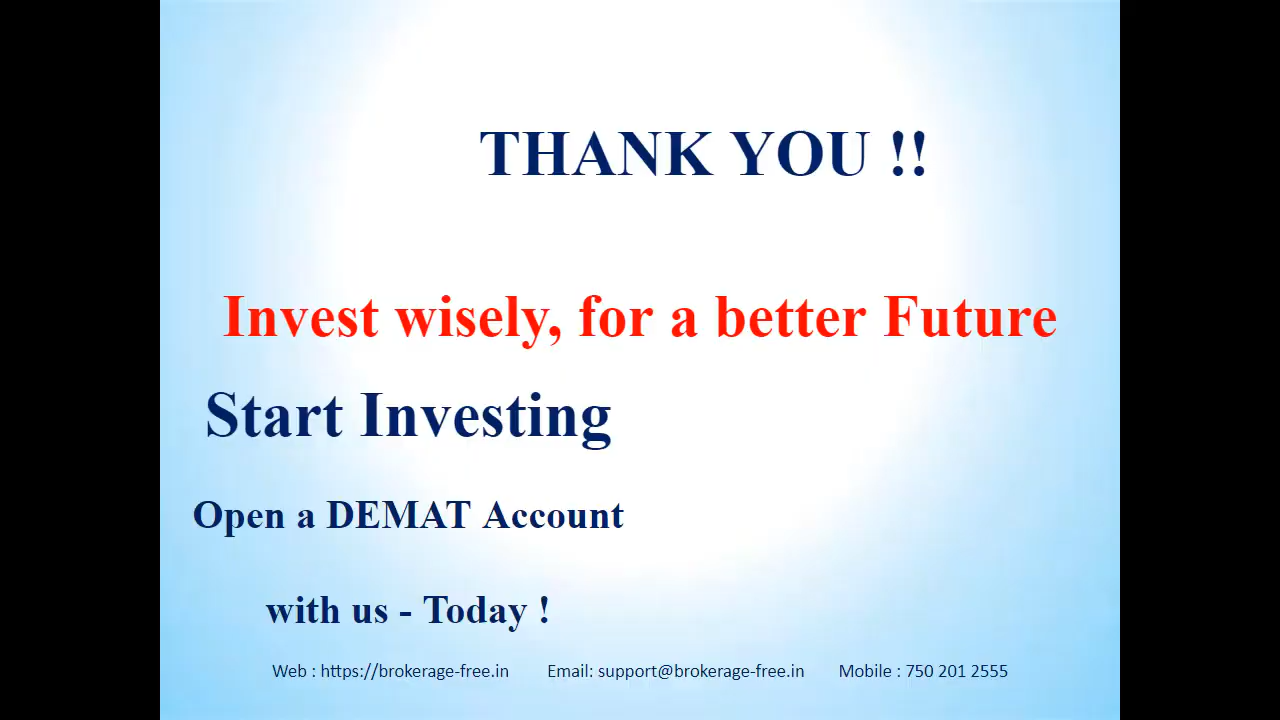 THANK YOU !!
Invest wisely, for a better Future
Start Investing
Open a DEMAT Account
with us - Today !
Web : https://brokerage-free.in Email: support@brokerage-free.in Mobile : 750 201 2555